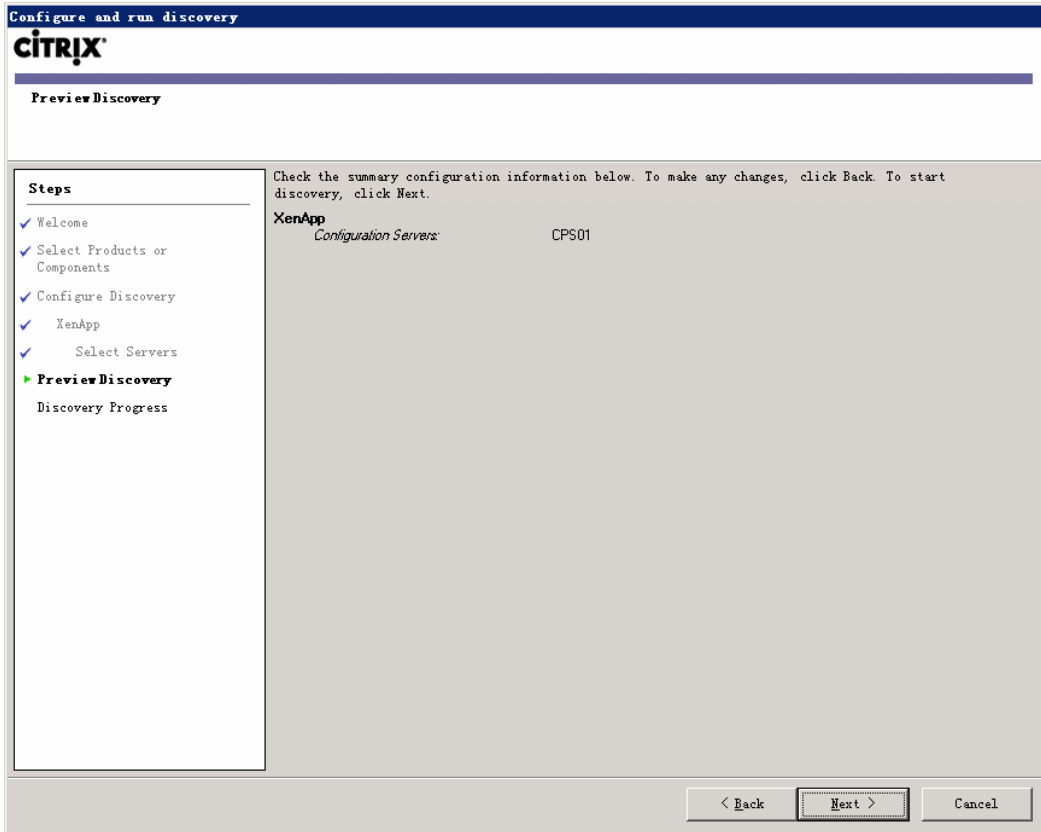 Configure and run discovery
CİTRIX
Preview Discovery
Steps
Welcome
Select Products or
Components
Configure Discovery
XenApp
Select Servers
Preview Discovery
Discovery Progress
Check the summary configuration information below. To make any changes, click Back. To start
discovery, click Next.
XenApp
Configuration Servers: CPS01
< Back Next > Cancel